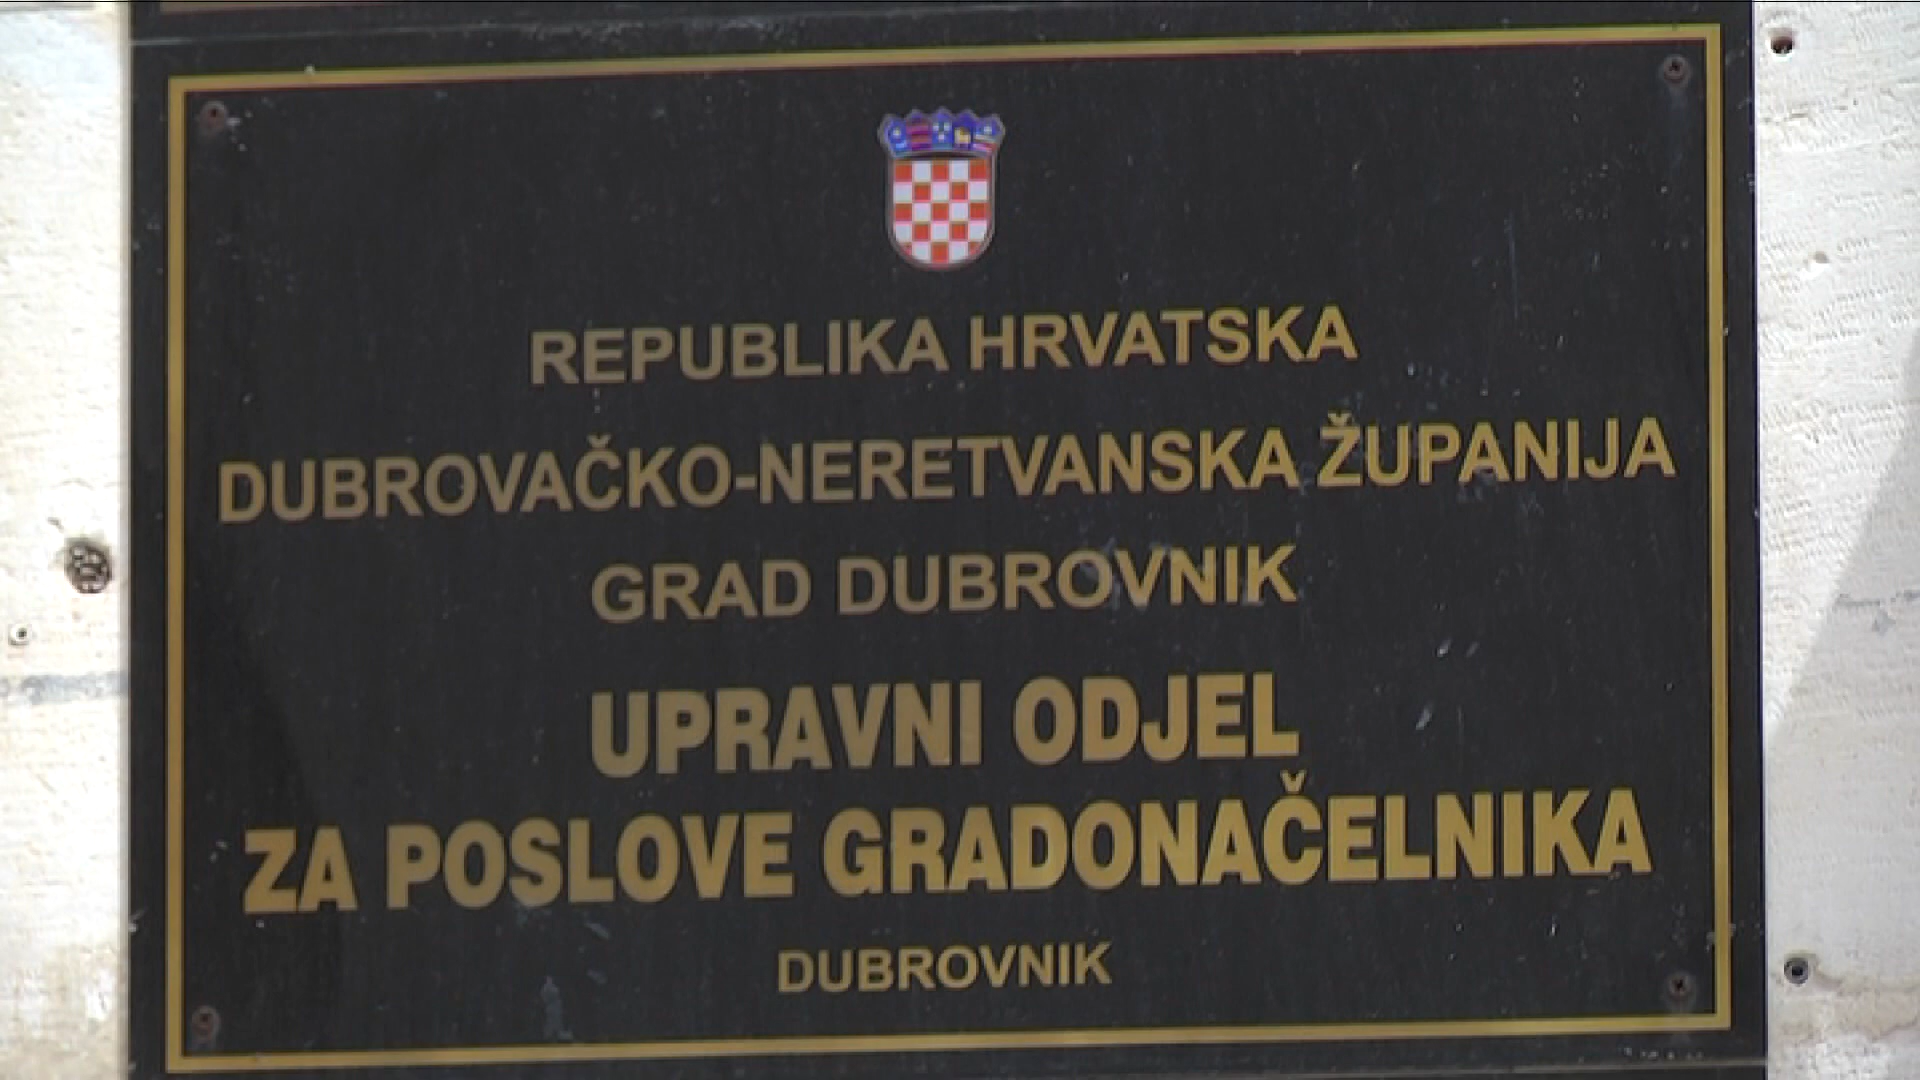 REPUBLIKA HRVATSKA
DUBROVAČKO-NERETVANSKA ŽUPANIJA
GRAD DUBROVNIK
UPRAVNI ODJEL
ZA POSLOVE GRADONAČELNIKA
DUBROVNIK